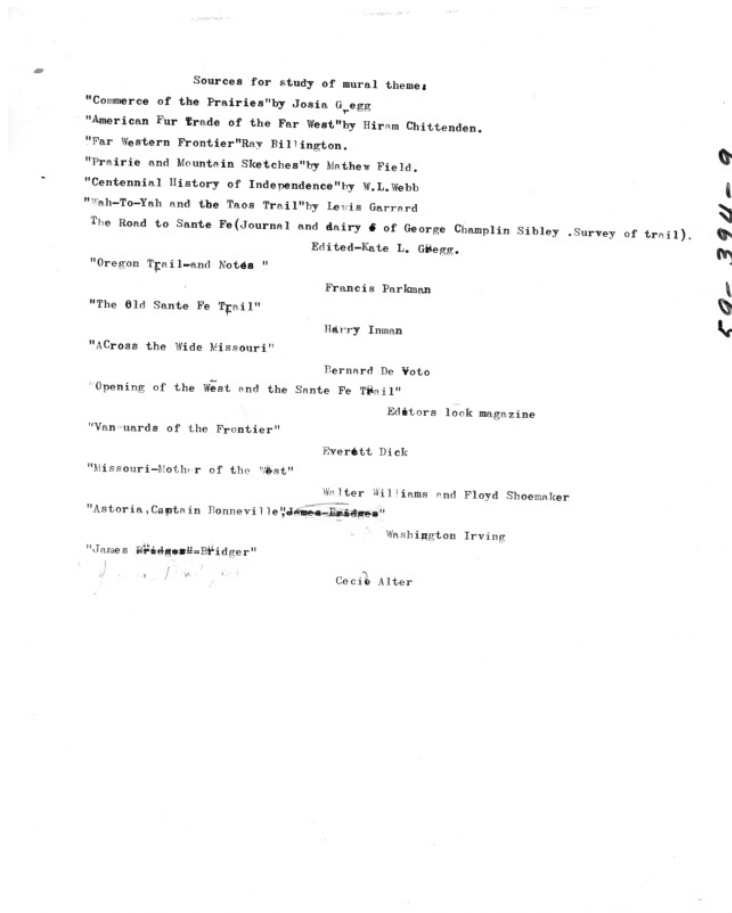 Sources for study of mural theme:
"Commerce of the Prairies"by Josia Gregg
"American Fur Trade of the Far West"by Hiram Chittenden.
"Far Western Frontier"Ray Billington.
"Prairie and Mountain Sketches"by Mathew Field.
"Centennial History of Independence"by W.L.Webb
"Wah-To-Yah and the Taos Trail"by Lewis Garrard
The Road to Sante Fe(Journal and dairy of George Champlin Sibley .Survey of trail).
Edited-Kate L. Gregg.
"Oregon Trail-and Notes "
Francis Parkman
"The Old Sante Fe Trail"
Harry Inman
"ACross the Wide Missouri"
Bernard De Voto
"Opening of the West and the Sante Fe Trail"
Editors look magazine
"Vanguards of the Frontier"
Everett Dick
"Missouri-Mother of the West"
Walter Williams and Floyd Shoemaker
"Astoria,Captain Bonneville",James-Bridges"
Washington Irving
"James Bridges"-Bridger"
Cecil Alter
59-394-9